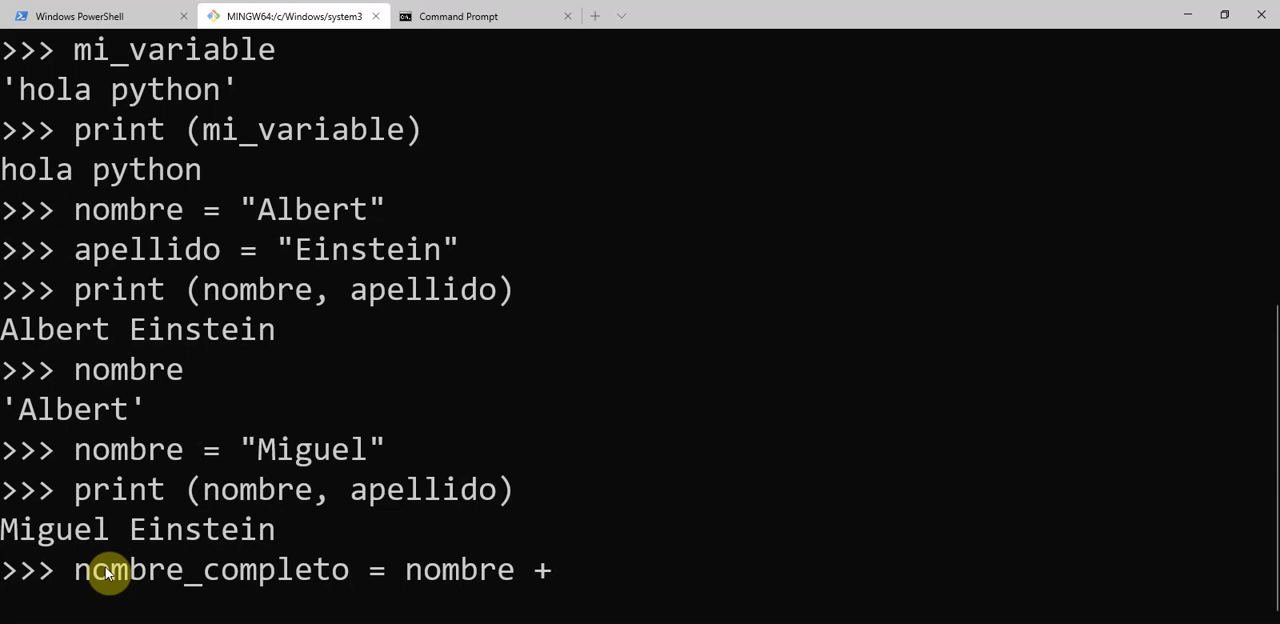 Windows PowerShell
MINGW64:/c/Windows/system3
Command Prompt
>>> mi_variable
'hola python'
>>> print (mi_variable)
hola python
>>> nombre = "Albert"
>>> apellido = "Einstein"
>>> print (nombre, apellido)
Albert Einstein
>>> nombre
'Albert'
>>> nombre = "Miguel"
>>> print (nombre, apellido)
Miguel Einstein
>>> nombre_completo = nombre +